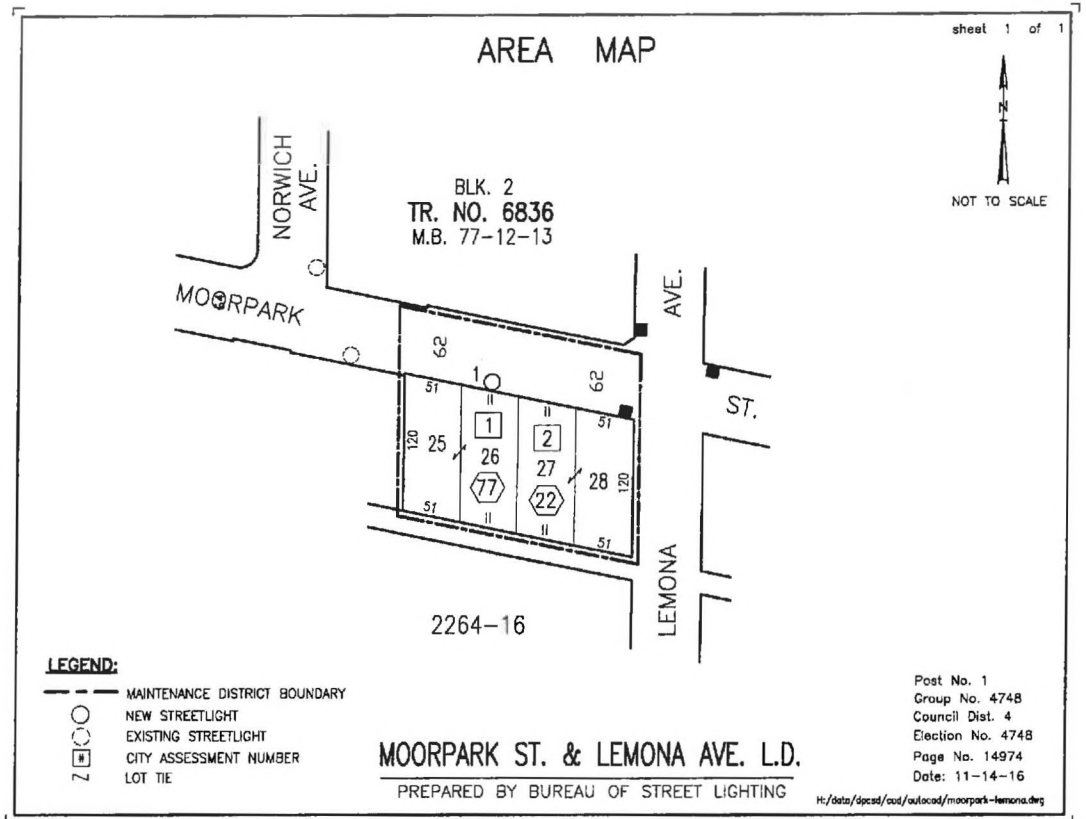 sheet 1 of 1
AREA MAP
N
NOT TO SCALE
NORWICH
AVE.
BLK. 2
TR. NO. 6836
M.B. 77-12-13
MOORPARK
AVE.
ST.
62
62
1
51
51
1
2
120
25
26
27
28
120
77
22
51
51
LEMONA
2264-16
LEGEND:
MAINTENANCE DISTRICT BOUNDARY
NEW STREETLIGHT
EXISTING STREETLIGHT
# CITY ASSESSMENT NUMBER
LOT TIE
MOORPARK ST. & LEMONA AVE. L.D.
PREPARED BY BUREAU OF STREET LIGHTING
Post No. 1
Group No. 4748
Council Dist. 4
Election No. 4748
Page No. 14974
Date: 11-14-16
H:/data/dpcsd/cud/autocad/moorpark-lemona.dwg